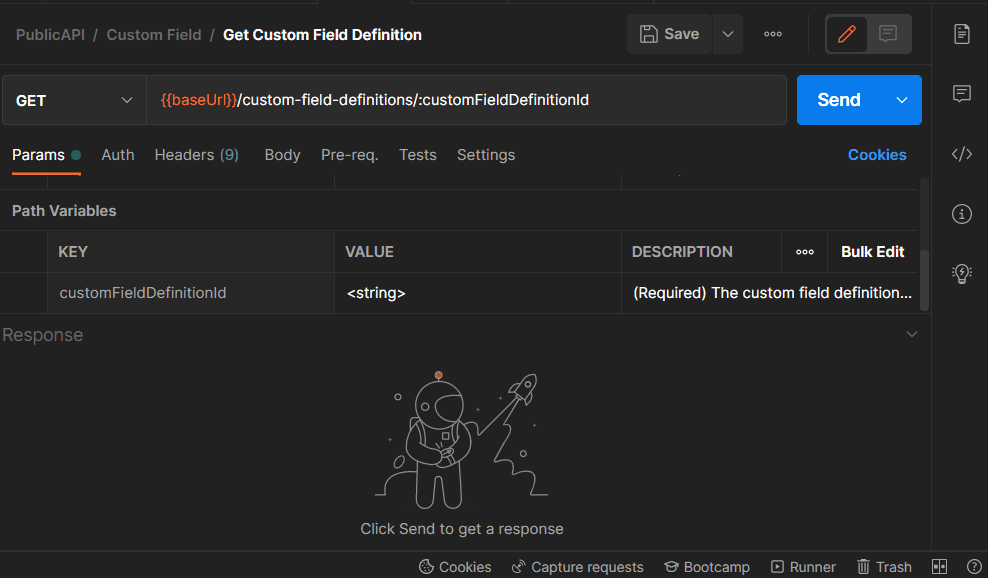 PublicAPI / Custom Field / Get Custom Field Definition
Save
GET
{{baseUrl}}/custom-field-definitions/:customFieldDefinitionId
Send
Params Auth Headers (9) Body Pre-req. Tests Settings Cookies
Path Variables
KEY VALUE DESCRIPTION Bulk Edit
customFieldDefinitionId <string> (Required) The custom field definition...
Response
Click Send to get a response
Cookies Capture requests Bootcamp Runner Trash